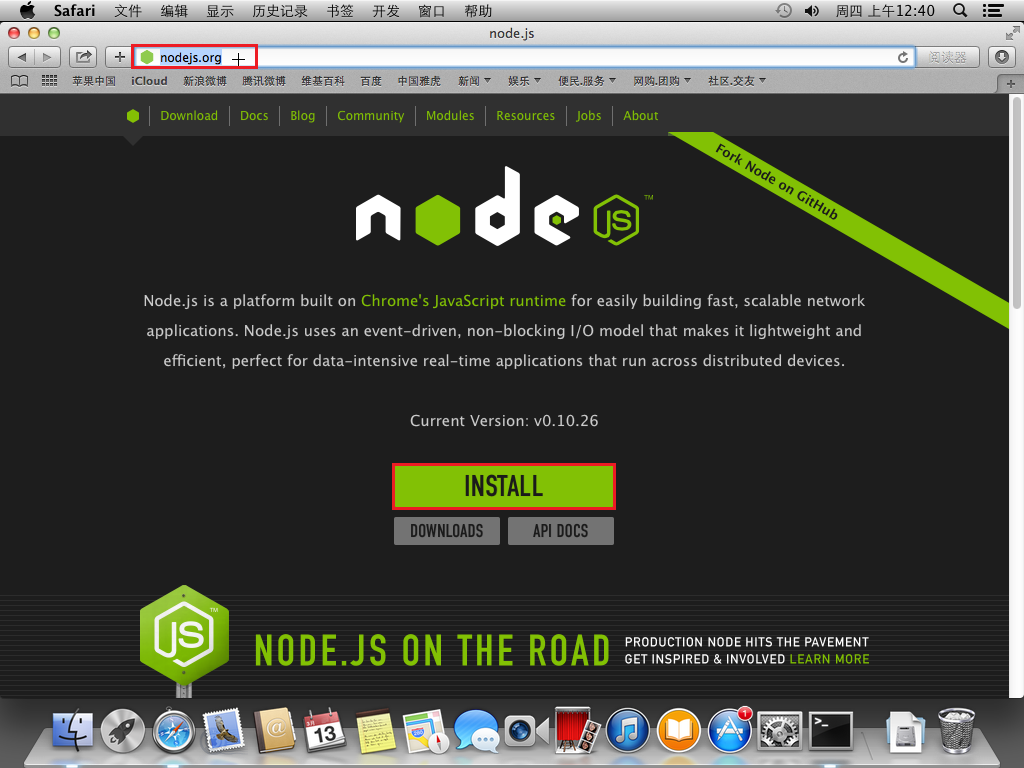 Safari 文件 编辑 显示 历史记录 书签 开发 窗口 帮助 周四 上午12:40
node.js
nodejs.org 阅读器
苹果中国 iCloud 新浪微博 腾讯微博 维基百科 百度 中国雅虎 新闻 娱乐 便民.服务 网购.团购 社区.交友
Download Docs Blog Community Modules Resources Jobs About
Fork Node on GitHub
node JS ™
Node.js is a platform built on Chrome's JavaScript runtime for easily building fast, scalable network
applications. Node.js uses an event-driven, non-blocking I/O model that makes it lightweight and
efficient, perfect for data-intensive real-time applications that run across distributed devices.
Current Version: v0.10.26
INSTALL
DOWNLOADS API DOCS
JS ™
NODE.JS ON THE ROAD
PRODUCTION NODE HITS THE PAVEMENT
GET INSPIRED & INVOLVED LEARN MORE
13
1